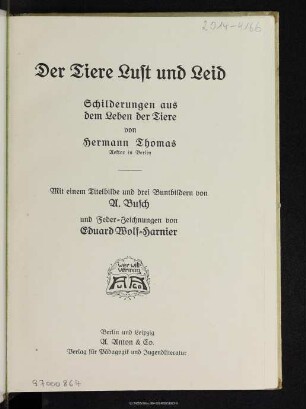 2014-4166
Der Tiere Lust und Leid
Schilderungen aus
dem Leben der Tiere
von
Hermann Thomas
Rektor in Berlin
Mit einem Titelbilde und drei Buntbildern von
A. Busch
und Feder-Zeichnungen von
Eduard Wolf-Harnier
Berlin und Leipzig
A. Anton & Co.
Verlag für Pädagogik und Jugendliteratur
97000864